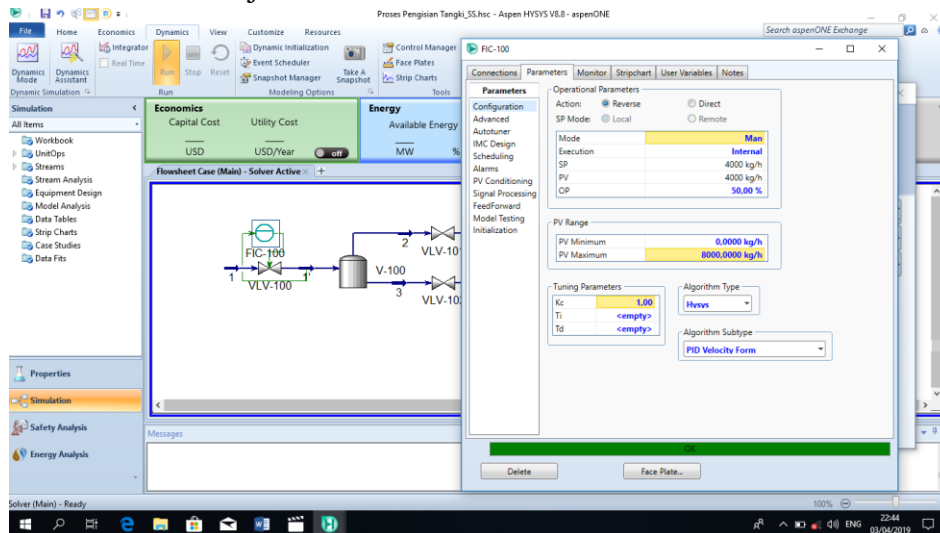 Proses Pengisian Tangki_SS.hsc - Aspen HYSYS V8.8 - aspenONE
File Home Economics Dynamics View Customize Resources
Search aspenONE Exchange
Dynamics Mode
Dynamics Assistant
Integrator
Real Time
Run Stop Reset
Dynamic Initialization
Event Scheduler
Snapshot Manager
Take A Snapshot
Control Manager
Face Plates
Strip Charts
Dynamic Simulation
Run
Modeling Options
Tools
Simulation
All Items
Workbook
UnitOps
Streams
Stream Analysis
Equipment Design
Model Analysis
Data Tables
Strip Charts
Case Studies
Data Fits
Properties
Simulation
Safety Analysis
Energy Analysis
Economics
Capital Cost Utility Cost
USD USD/Year off
Energy
Available Energy
MW %
Flowsheet Case (Main) - Solver Active
FIC-100
1
VLV-100
1'
V-100
2
VLV-10
3
VLV-10
Messages
FIC-100
Connections Parameters Monitor Stripchart User Variables Notes
Parameters
Configuration
Advanced
Autotuner
IMC Design
Scheduling
Alarms
PV Conditioning
Signal Processing
FeedForward
Model Testing
Initialization
Operational Parameters
Action: Reverse Direct
SP Mode: Local Remote
Mode Man
Execution Internal
SP 4000 kg/h
PV 4000 kg/h
OP 50,00 %
PV Range
PV Minimum 0,0000 kg/h
PV Maximum 8000,0000 kg/h
Tuning Parameters
Kc 1,00
Ti <empty>
Td <empty>
Algorithm Type
Hysys
Algorithm Subtype
PID Velocity Form
OK
Delete Face Plate...
Solver (Main) - Ready
100%
ENG
22:44
03/04/2019